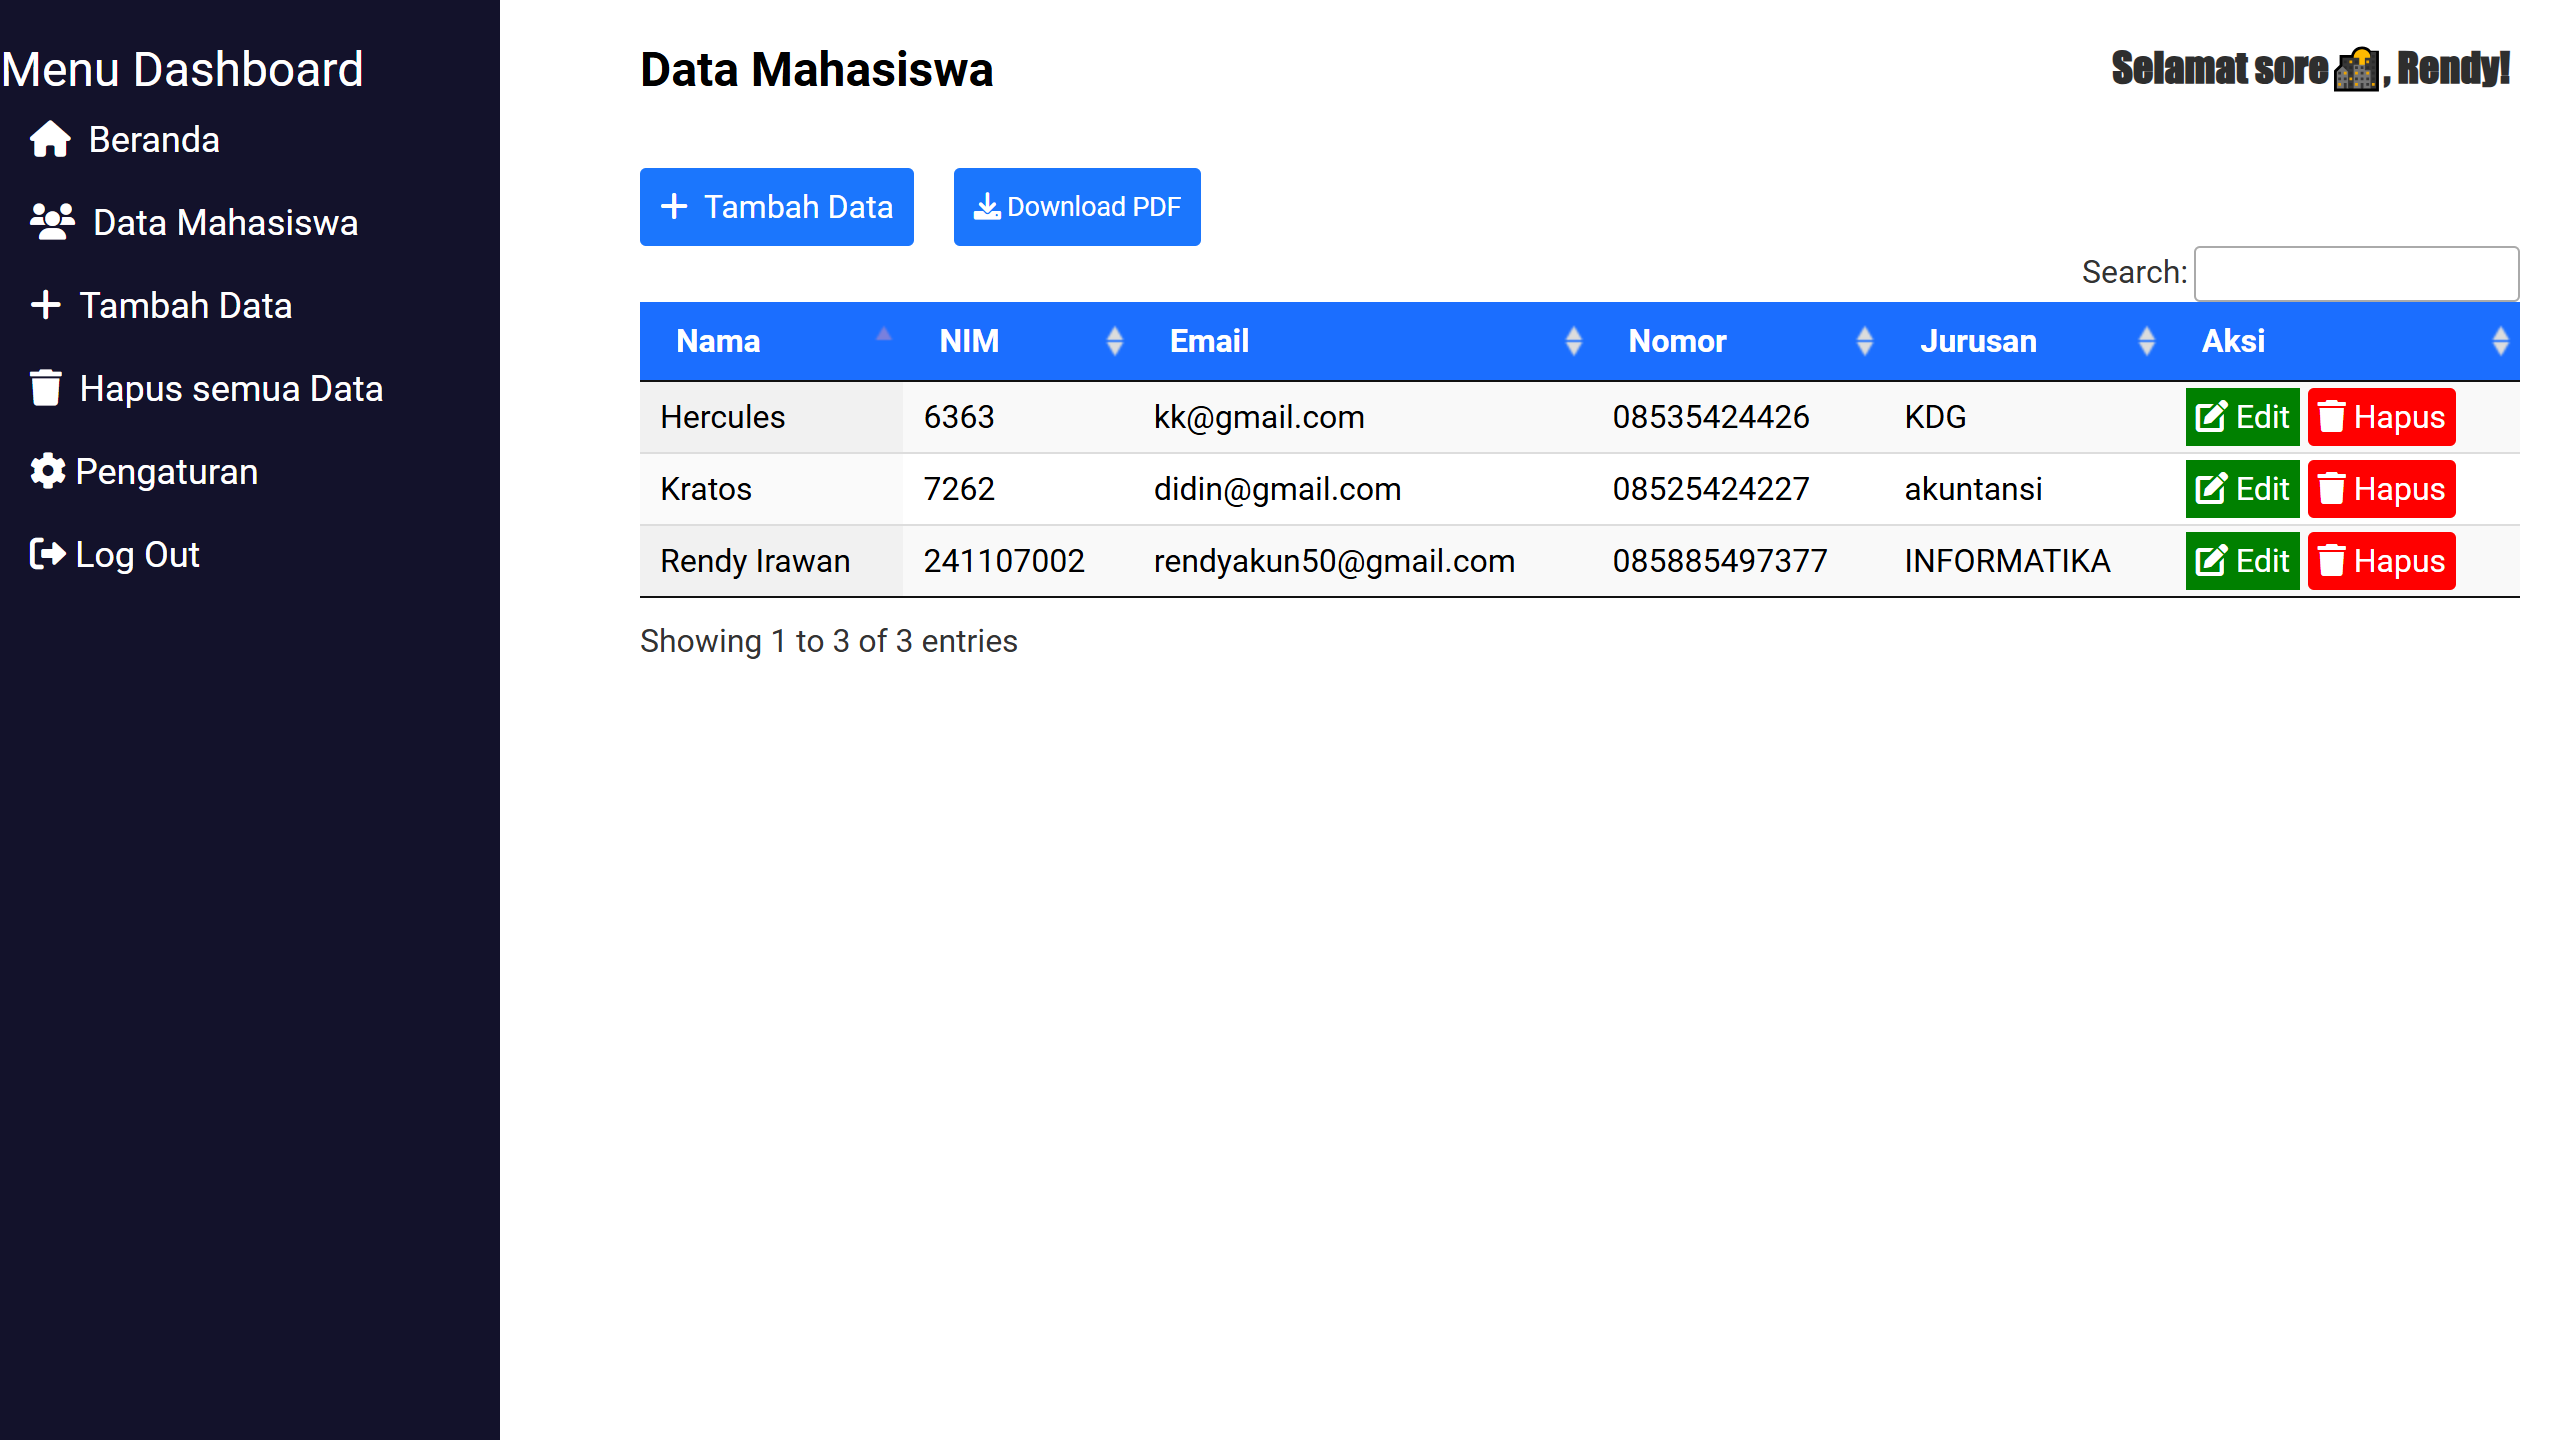 Menu Dashboard
Beranda
Data Mahasiswa
Tambah Data
Hapus semua Data
Pengaturan
Log Out
Data Mahasiswa
Selamat sore🌇, Rendy!
Tambah Data
Download PDF
Search:
Nama NIM Email Nomor Jurusan Aksi
Hercules 6363 kk@gmail.com 08535424426 KDG Edit Hapus
Kratos 7262 didin@gmail.com 08525424227 akuntansi Edit Hapus
Rendy Irawan 241107002 rendyakun50@gmail.com 085885497377 INFORMATIKA Edit Hapus
Showing 1 to 3 of 3 entries